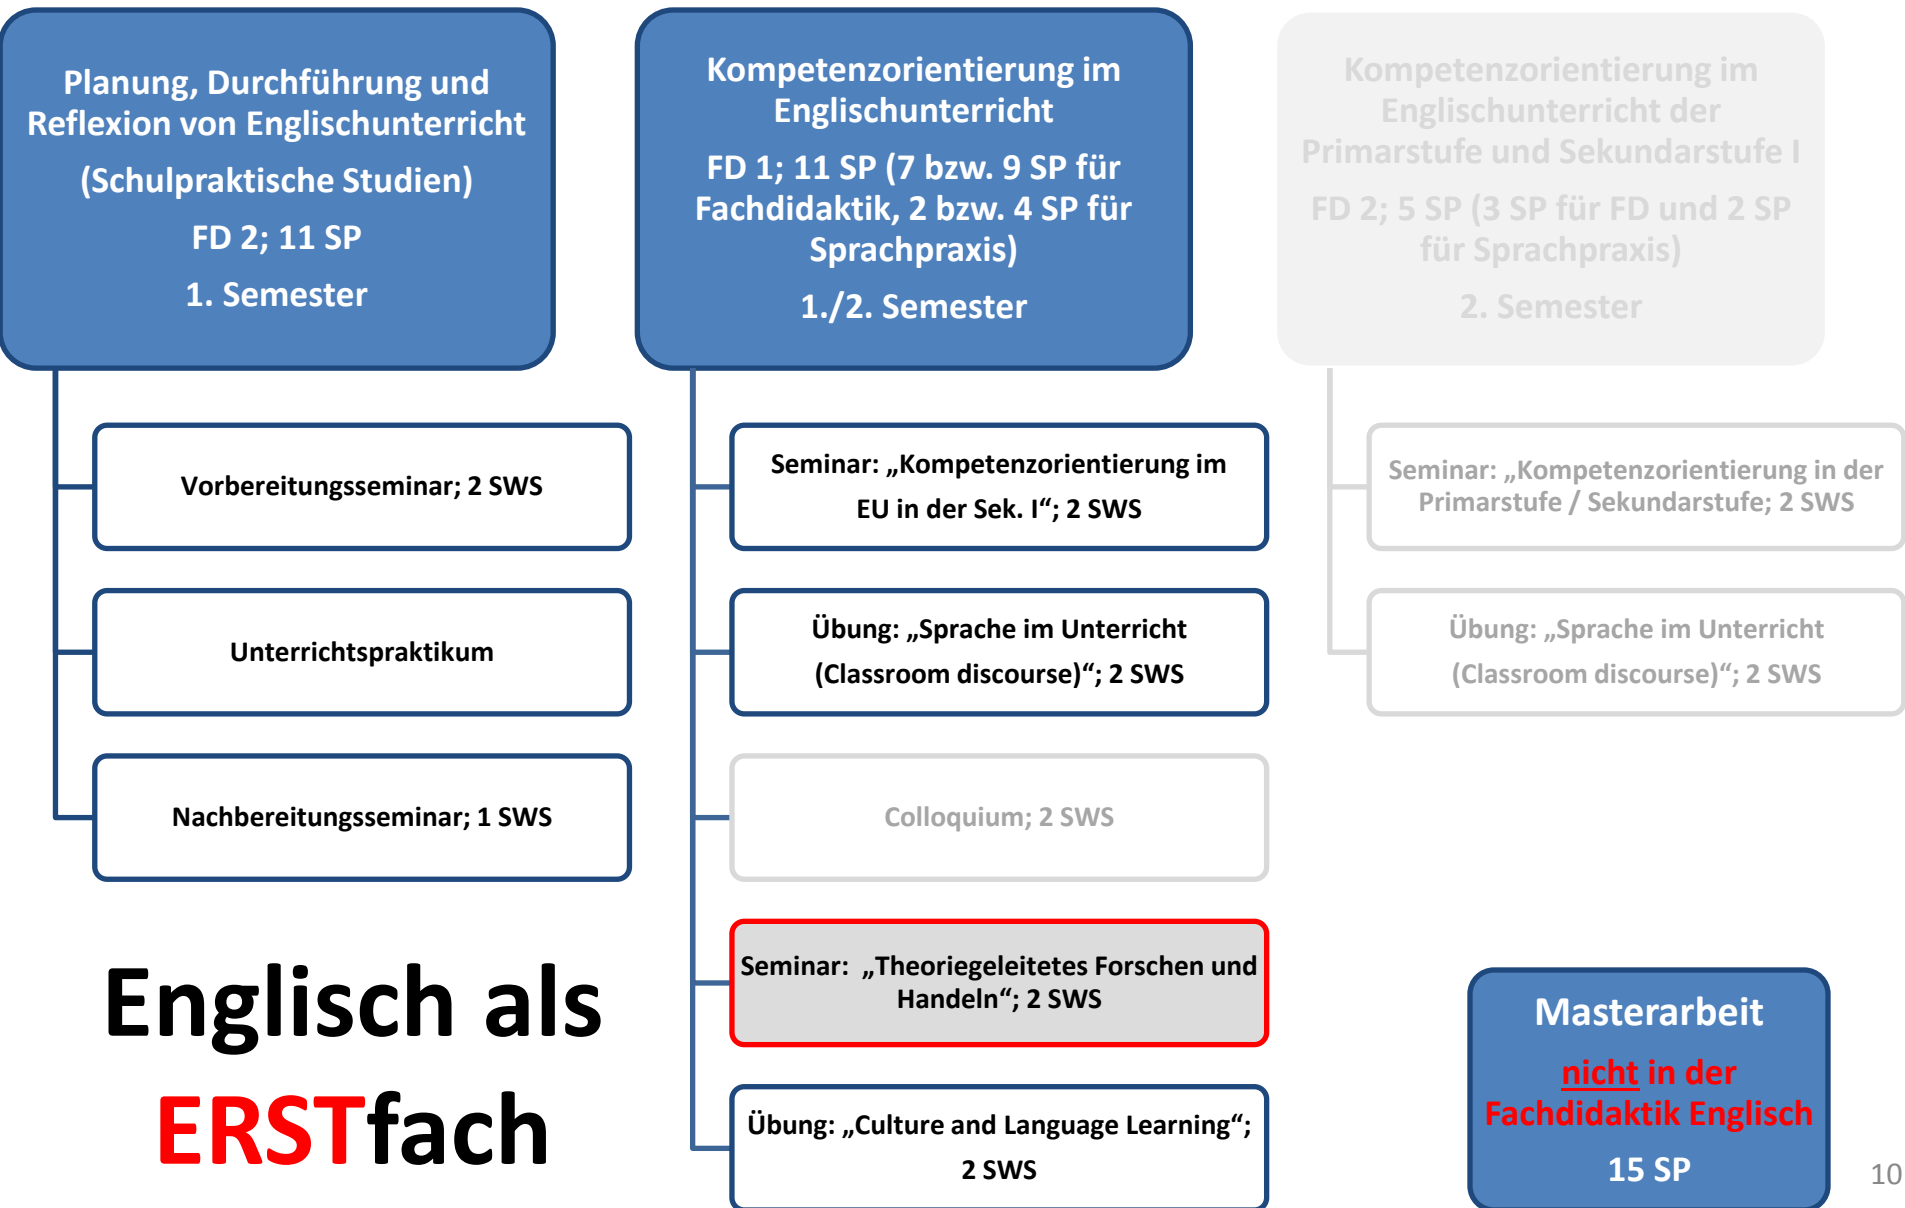 Planung, Durchführung und
Reflexion von Englischunterricht
(Schulpraktische Studien)
FD 2; 11 SP
1. Semester
Vorbereitungsseminar; 2 SWS
Unterrichtspraktikum
Nachbereitungsseminar; 1 SWS
Kompetenzorientierung im
Englischunterricht
FD 1; 11 SP (7 bzw. 9 SP für
Fachdidaktik, 2 bzw. 4 SP für
Sprachpraxis)
1./2. Semester
Seminar: „Kompetenzorientierung im
EU in der Sek. I“; 2 SWS
Übung: „Sprache im Unterricht
(Classroom discourse)“; 2 SWS
Colloquium; 2 SWS
Seminar: „Theoriegeleitetes Forschen und
Handeln“; 2 SWS
Übung: „Culture and Language Learning“;
2 SWS
Kompetenzorientierung im
Englischunterricht der
Primarstufe und Sekundarstufe I
FD 2; 5 SP (3 SP für FD und 2 SP
für Sprachpraxis)
2. Semester
Seminar: „Kompetenzorientierung in der
Primarstufe / Sekundarstufe; 2 SWS
Übung: „Sprache im Unterricht
(Classroom discourse)“; 2 SWS
Englisch als
ERSTfach
Masterarbeit
nicht in der
Fachdidaktik Englisch
15 SP
10